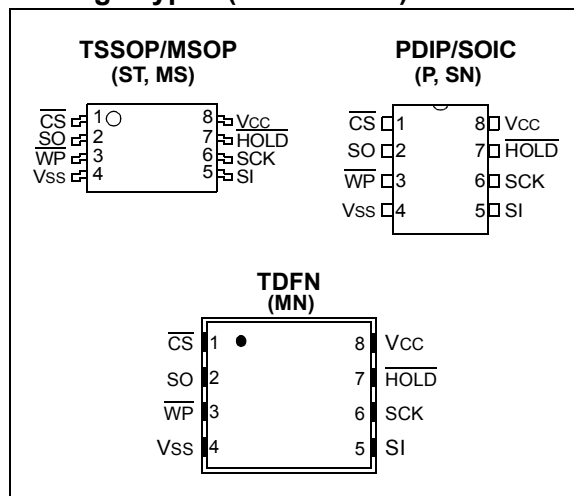 TSSOP/MSOP
(ST, MS)
CS 1 8 VCC
SO 2 7 HOLD
WP 3 6 SCK
VSS 4 5 SI
PDIP/SOIC
(P, SN)
CS 1 8 VCC
SO 2 7 HOLD
WP 3 6 SCK
VSS 4 5 SI
TDFN
(MN)
CS 1 8 VCC
SO 2 7 HOLD
WP 3 6 SCK
VSS 4 5 SI